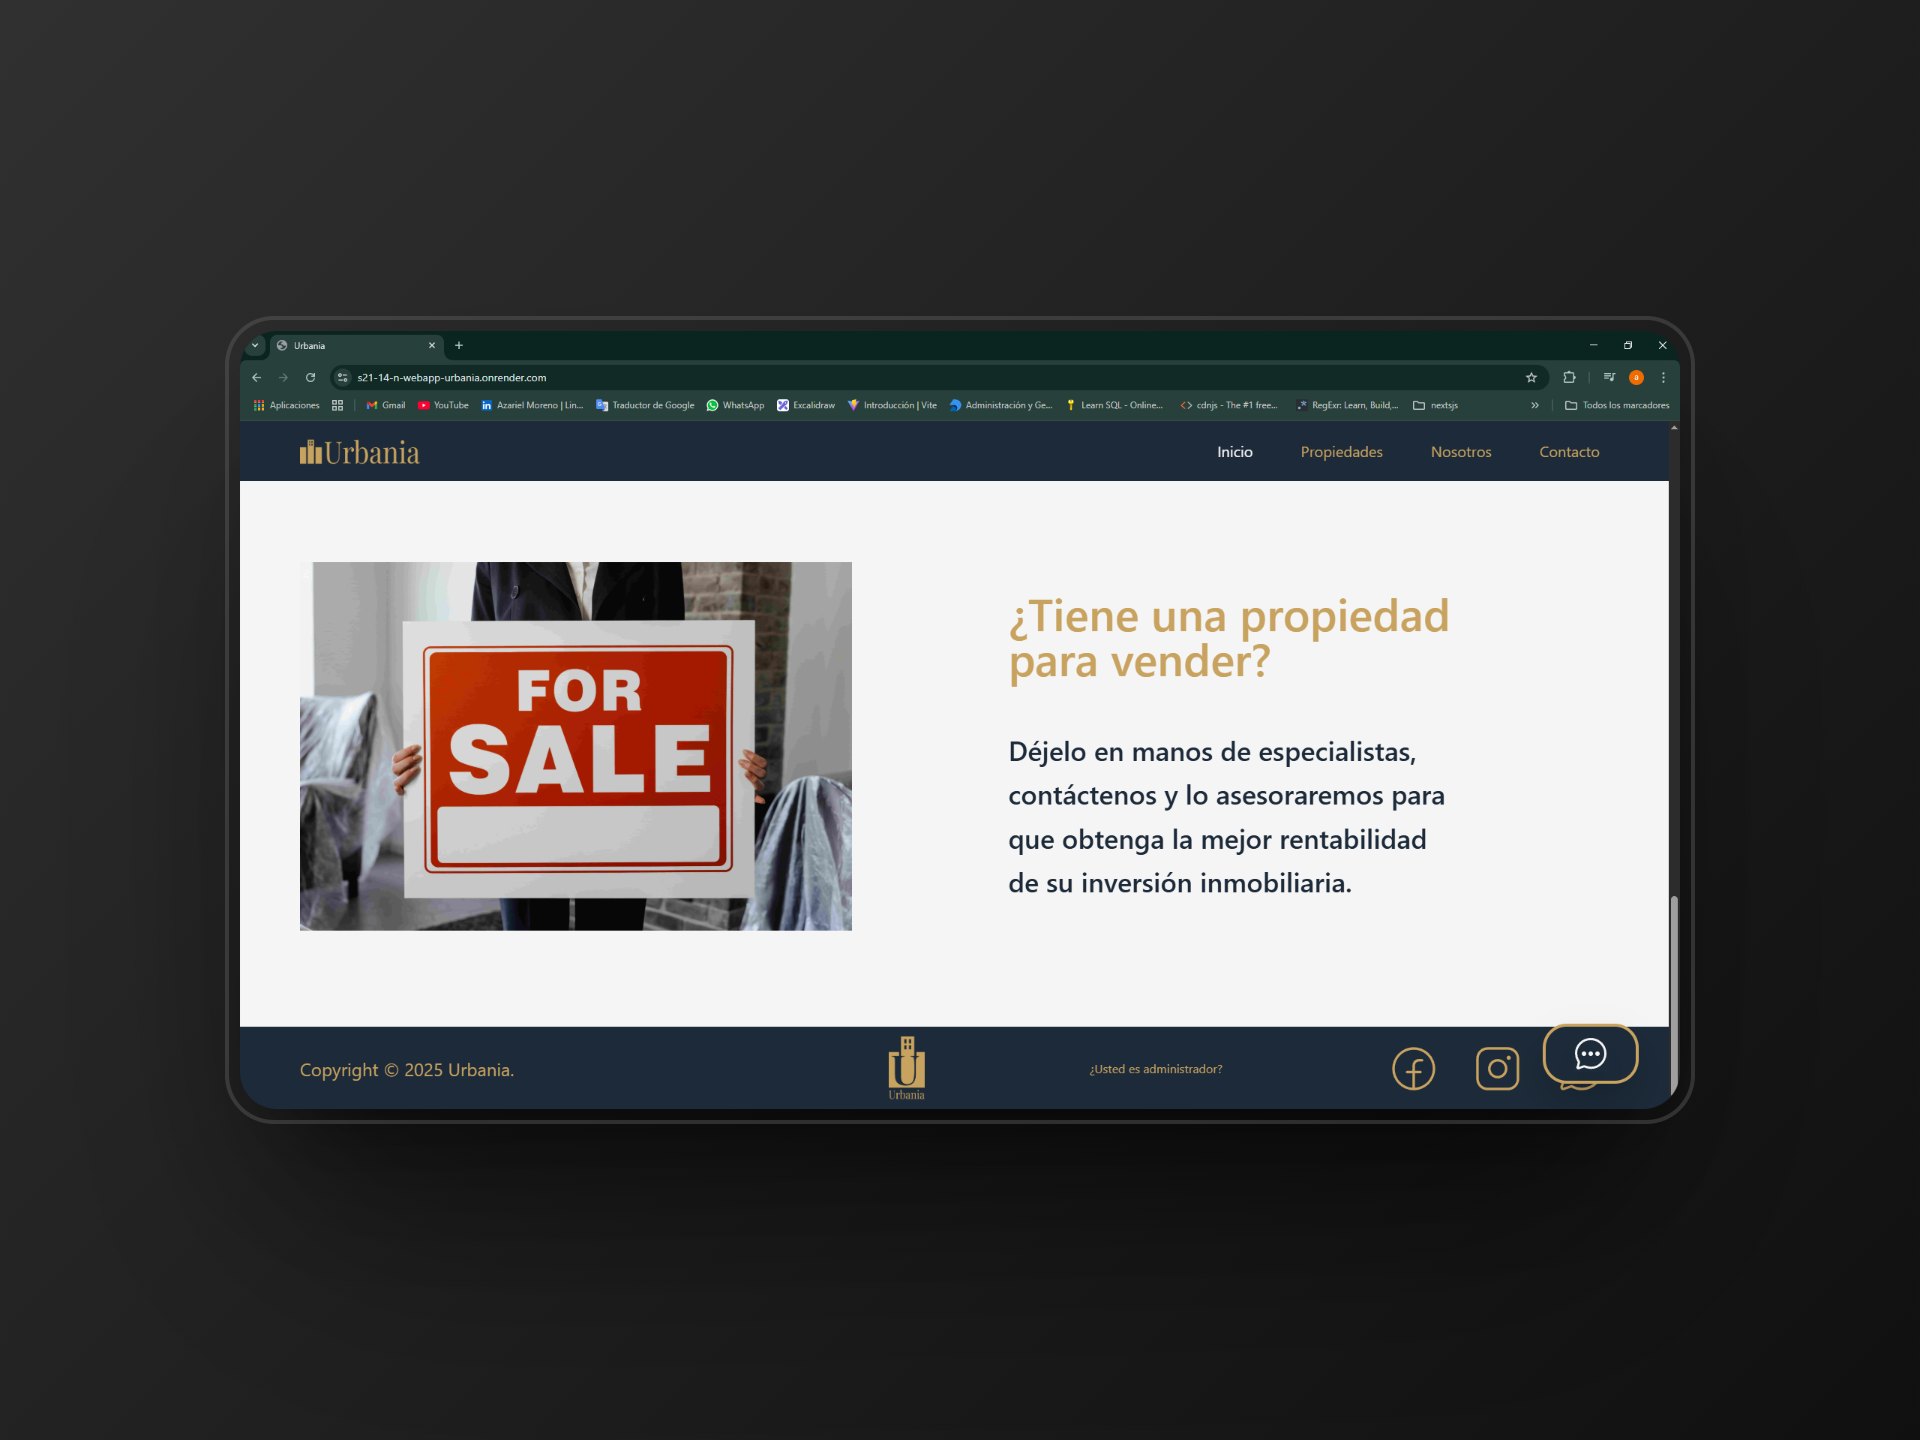 Urbania
s21-14-n-webapp-urbania.onrender.com
Aplicaciones
Gmail
YouTube
Azariel Moreno | Lin...
Traductor de Google
WhatsApp
Excalidraw
Introducción | Vite
Administración y Ge...
Learn SQL - Online...
cdnjs - The #1 free...
RegExr: Learn, Build,...
nextsjs
Todos los marcadores
Urbania
Inicio
Propiedades
Nosotros
Contacto
FOR
SALE
¿Tiene una propiedad
para vender?
Déjelo en manos de especialistas,
contáctenos y lo asesoraremos para
que obtenga la mejor rentabilidad
de su inversión inmobiliaria.
Copyright © 2025 Urbania.
U
Urbania
¿Usted es administrador?